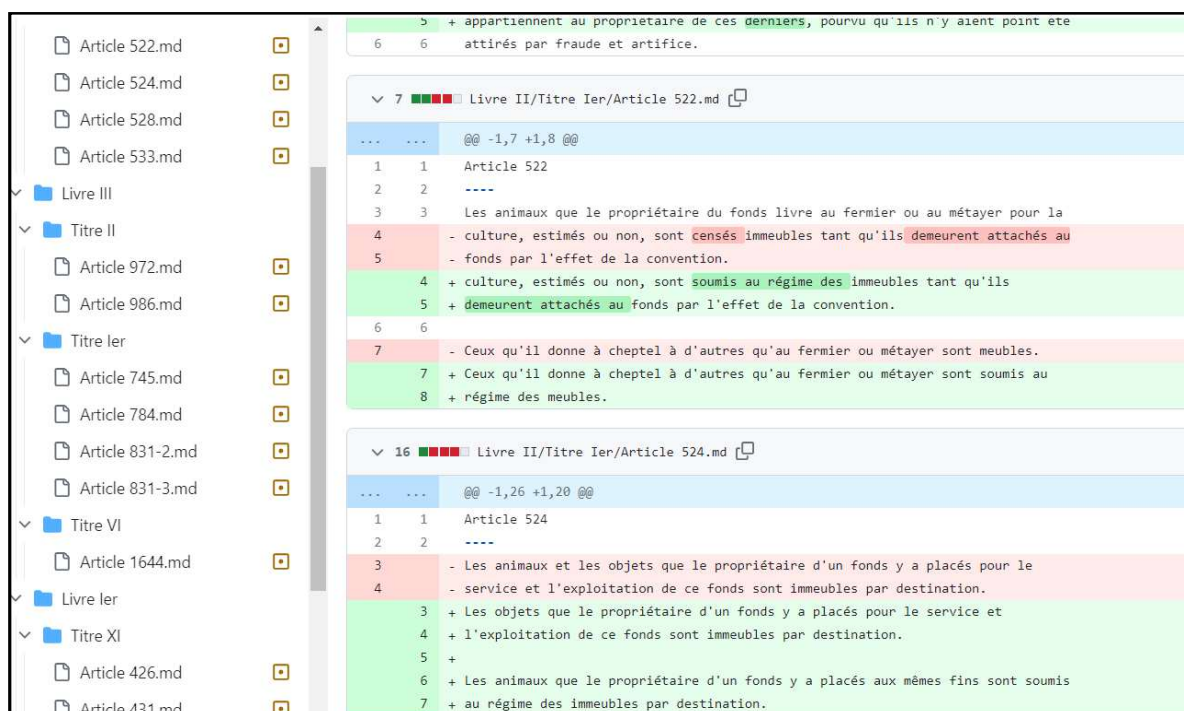 Article 522.md
Article 524.md
Article 528.md
Article 533.md
Livre III
Titre II
Article 972.md
Article 986.md
Titre Ier
Article 745.md
Article 784.md
Article 831-2.md
Article 831-3.md
Titre VI
Article 1644.md
Livre Ier
Titre XI
Article 426.md
Article 431.md
5 + appartiennent au propriétaire de ces derniers, pourvu qu'ils n'y aient point été
6 6 attirés par fraude et artifice.
7 Livre II/Titre Ier/Article 522.md
... ... @@ -1,7 +1,8 @@
1 1 Article 522
2 2 ----
3 3 Les animaux que le propriétaire du fonds livre au fermier ou au métayer pour la
4 - culture, estimés ou non, sont censés immeubles tant qu'ils demeurent attachés au
5 - fonds par l'effet de la convention.
4 + culture, estimés ou non, sont soumis au régime des immeubles tant qu'ils
5 + demeurent attachés au fonds par l'effet de la convention.
6 6
7 - Ceux qu'il donne à cheptel à d'autres qu'au fermier ou métayer sont meubles.
7 + Ceux qu'il donne à cheptel à d'autres qu'au fermier ou métayer sont soumis au
8 + régime des meubles.
16 Livre II/Titre Ier/Article 524.md
... ... @@ -1,26 +1,20 @@
1 1 Article 524
2 2 ----
3 - Les animaux et les objets que le propriétaire d'un fonds y a placés pour le
4 - service et l'exploitation de ce fonds sont immeubles par destination.
3 + Les objets que le propriétaire d'un fonds y a placés pour le service et
4 + l'exploitation de ce fonds sont immeubles par destination.
5 +
6 + Les animaux que le propriétaire d'un fonds y a placés aux mêmes fins sont soumis
7 + au régime des immeubles par destination.